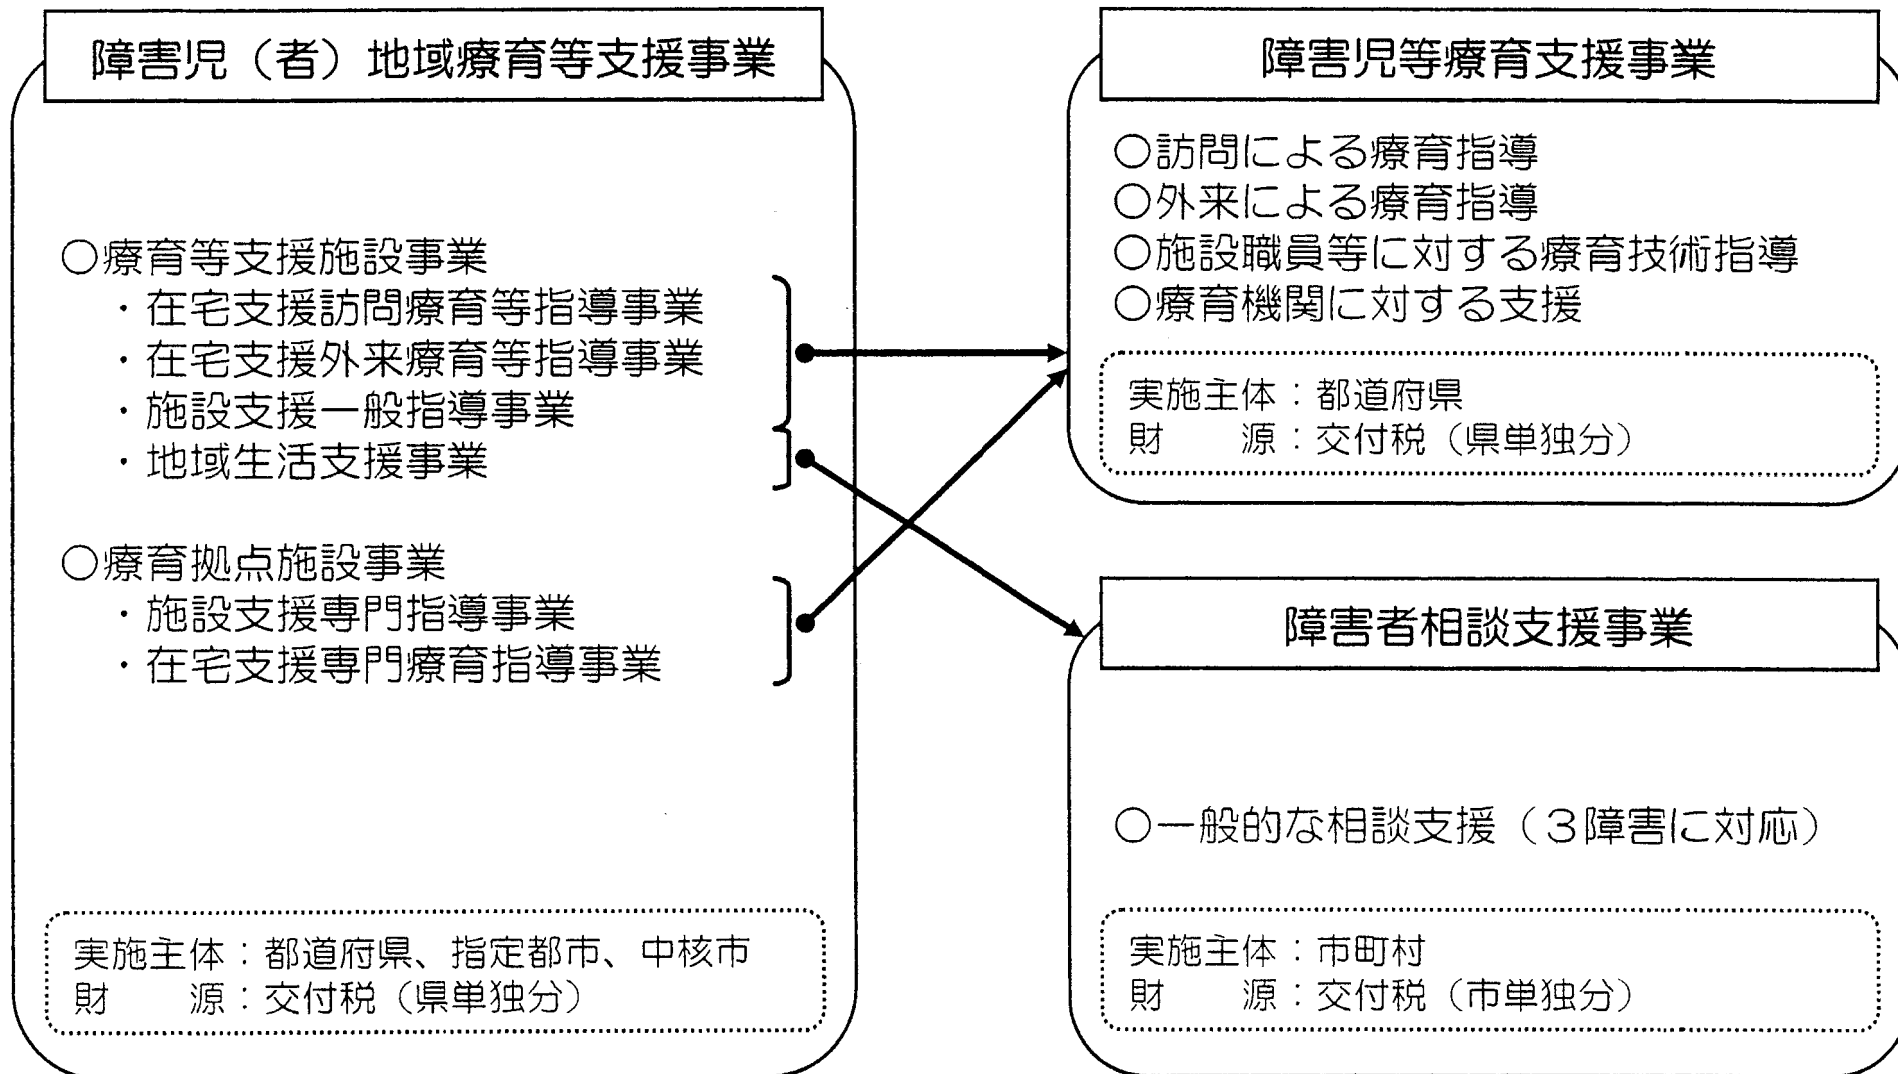 障害児（者）地域療育等支援事業
○療育等支援施設事業
・在宅支援訪問療育等指導事業
・在宅支援外来療育等指導事業
・施設支援一般指導事業
・地域生活支援事業
○療育拠点施設事業
・施設支援専門指導事業
・在宅支援専門療育指導事業
実施主体：都道府県、指定都市、中核市
財　　源：交付税（県単独分）
障害児等療育支援事業
○訪問による療育指導
○外来による療育指導
○施設職員等に対する療育技術指導
○療育機関に対する支援
実施主体：都道府県
財　　源：交付税（県単独分）
障害者相談支援事業
○一般的な相談支援（３障害に対応）
実施主体：市町村
財　　源：交付税（市単独分）